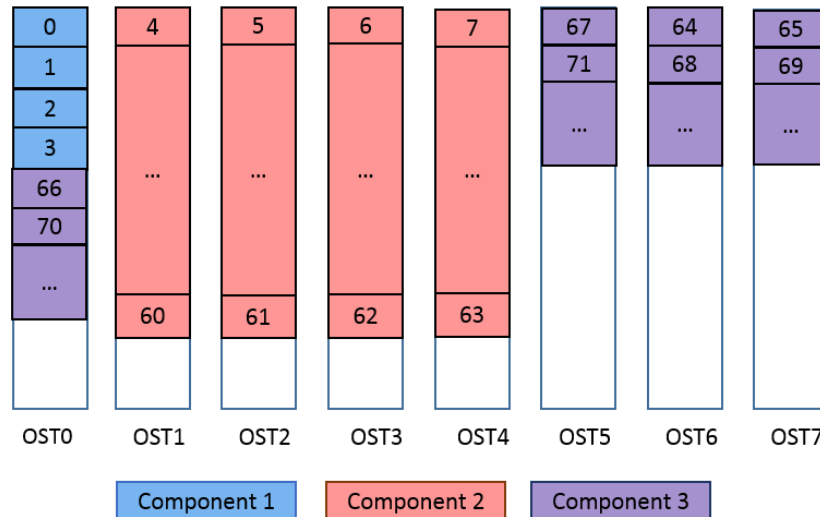 0 4 5 6 7 67 64 65
1 71 68 69
2
... ... ... ... ... ... ...
3
66
70
...
60 61 62 63
OST0 OST1 OST2 OST3 OST4 OST5 OST6 OST7
Component 1 Component 2 Component 3